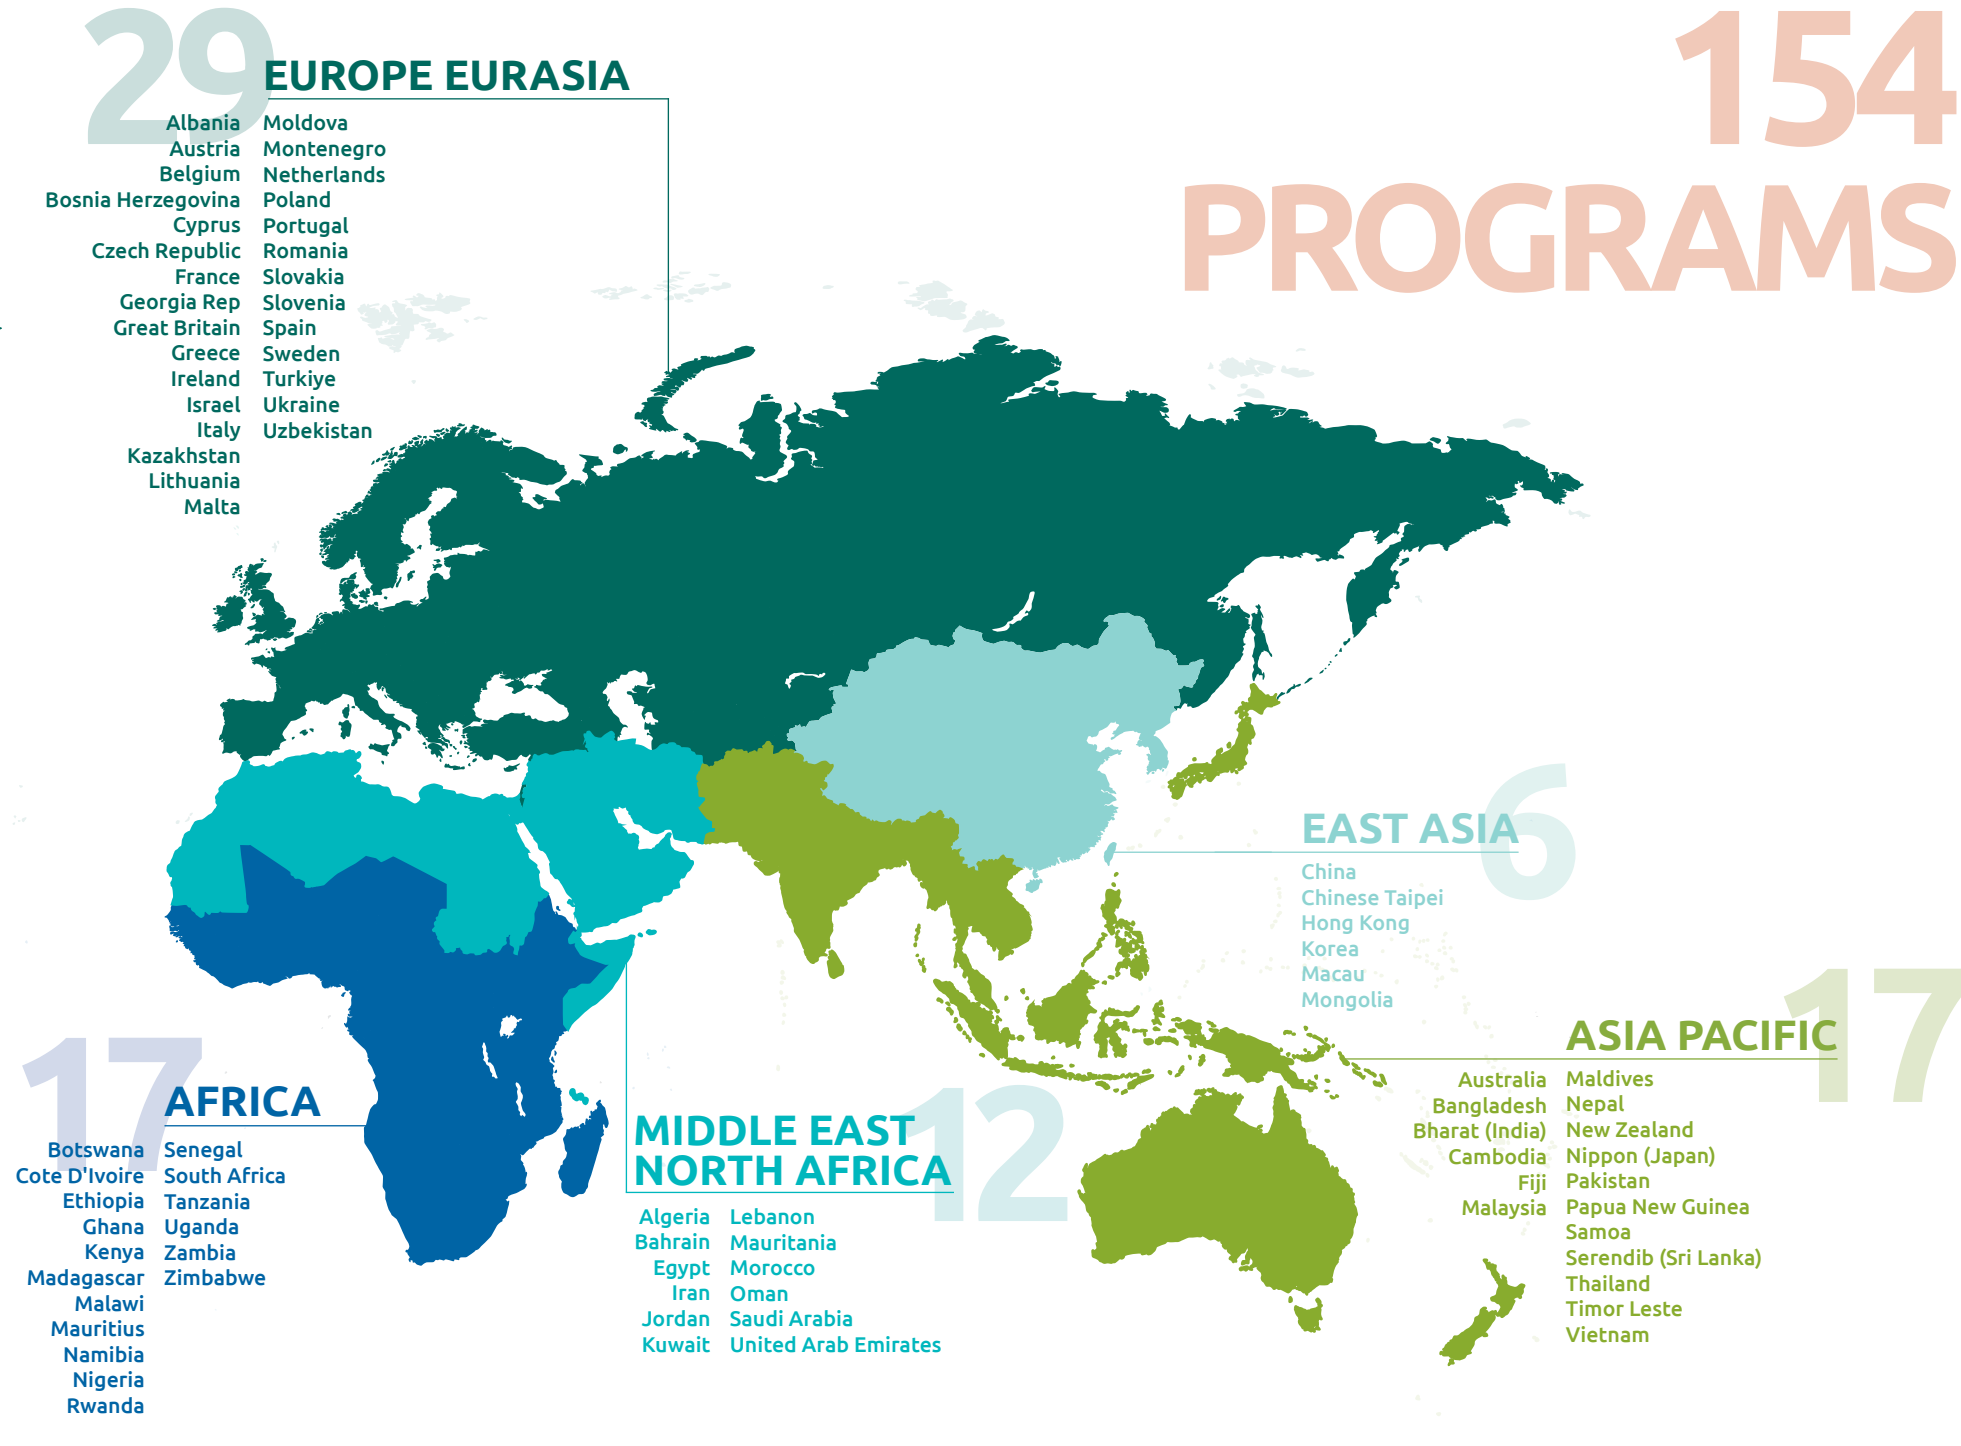 29
EUROPE EURASIA
Albania
Austria
Belgium
Bosnia Herzegovina
Cyprus
Czech Republic
France
Georgia Rep
Great Britain
Greece
Ireland
Israel
Italy
Kazakhstan
Lithuania
Malta
Moldova
Montenegro
Netherlands
Poland
Portugal
Romania
Slovakia
Slovenia
Spain
Sweden
Turkiye
Ukraine
Uzbekistan
154
PROGRAMS
6
EAST ASIA
China
Chinese Taipei
Hong Kong
Korea
Macau
Mongolia
17
ASIA PACIFIC
Australia
Bangladesh
Bharat (India)
Cambodia
Fiji
Malaysia
Maldives
Nepal
New Zealand
Nippon (Japan)
Pakistan
Papua New Guinea
Samoa
Serendib (Sri Lanka)
Thailand
Timor Leste
Vietnam
17
AFRICA
Botswana
Cote D'Ivoire
Ethiopia
Ghana
Kenya
Madagascar
Malawi
Mauritius
Namibia
Nigeria
Rwanda
Senegal
South Africa
Tanzania
Uganda
Zambia
Zimbabwe
12
MIDDLE EAST
NORTH AFRICA
Algeria
Bahrain
Egypt
Iran
Jordan
Kuwait
Lebanon
Mauritania
Morocco
Oman
Saudi Arabia
United Arab Emirates